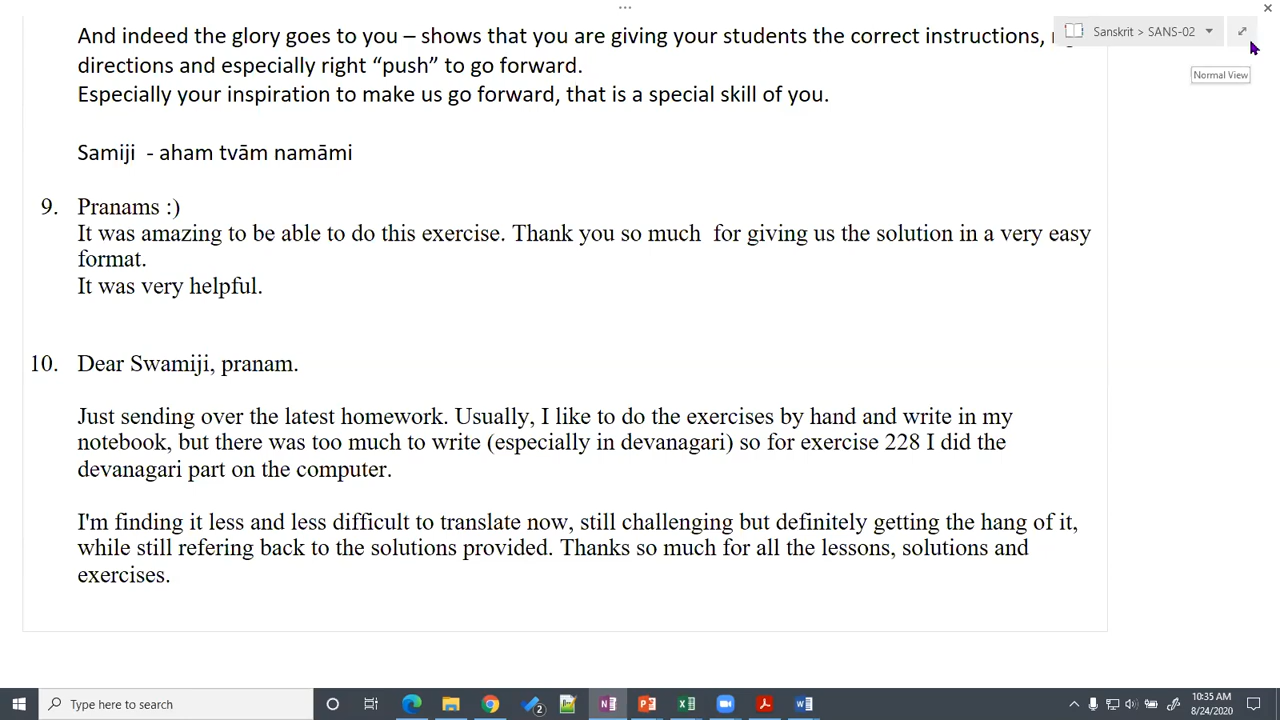 And indeed the glory goes to you – shows that you are giving your students the correct instructions,
Sanskrit > SANS-02
directions and especially right “push” to go forward.
Normal View
Especially your inspiration to make us go forward, that is a special skill of you.
Samiji - aham tvām namāmi
9. Pranams :)
It was amazing to be able to do this exercise. Thank you so much for giving us the solution in a very easy
format.
It was very helpful.
10. Dear Swamiji, pranam.
Just sending over the latest homework. Usually, I like to do the exercises by hand and write in my
notebook, but there was too much to write (especially in devanagari) so for exercise 228 I did the
devanagari part on the computer.
I'm finding it less and less difficult to translate now, still challenging but definitely getting the hang of it,
while still refering back to the solutions provided. Thanks so much for all the lessons, solutions and
exercises.
Type here to search
2
10:35 AM
8/24/2020